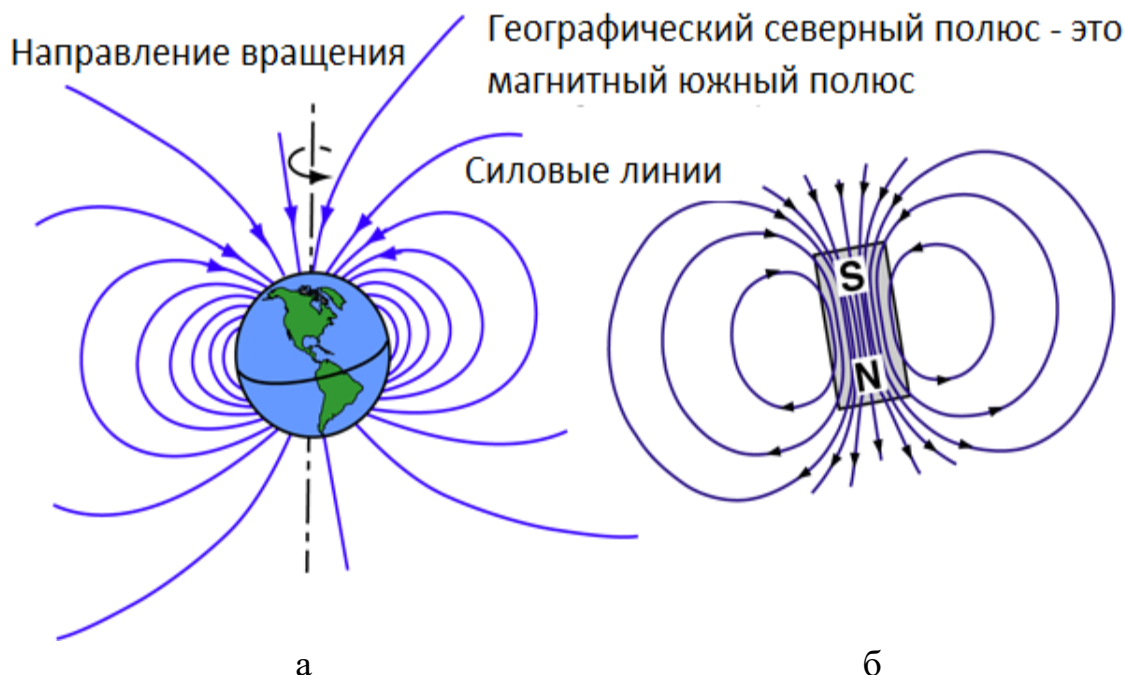 Направление вращения
Географический северный полюс - это
магнитный южный полюс
Силовые линии
S
N
а
б